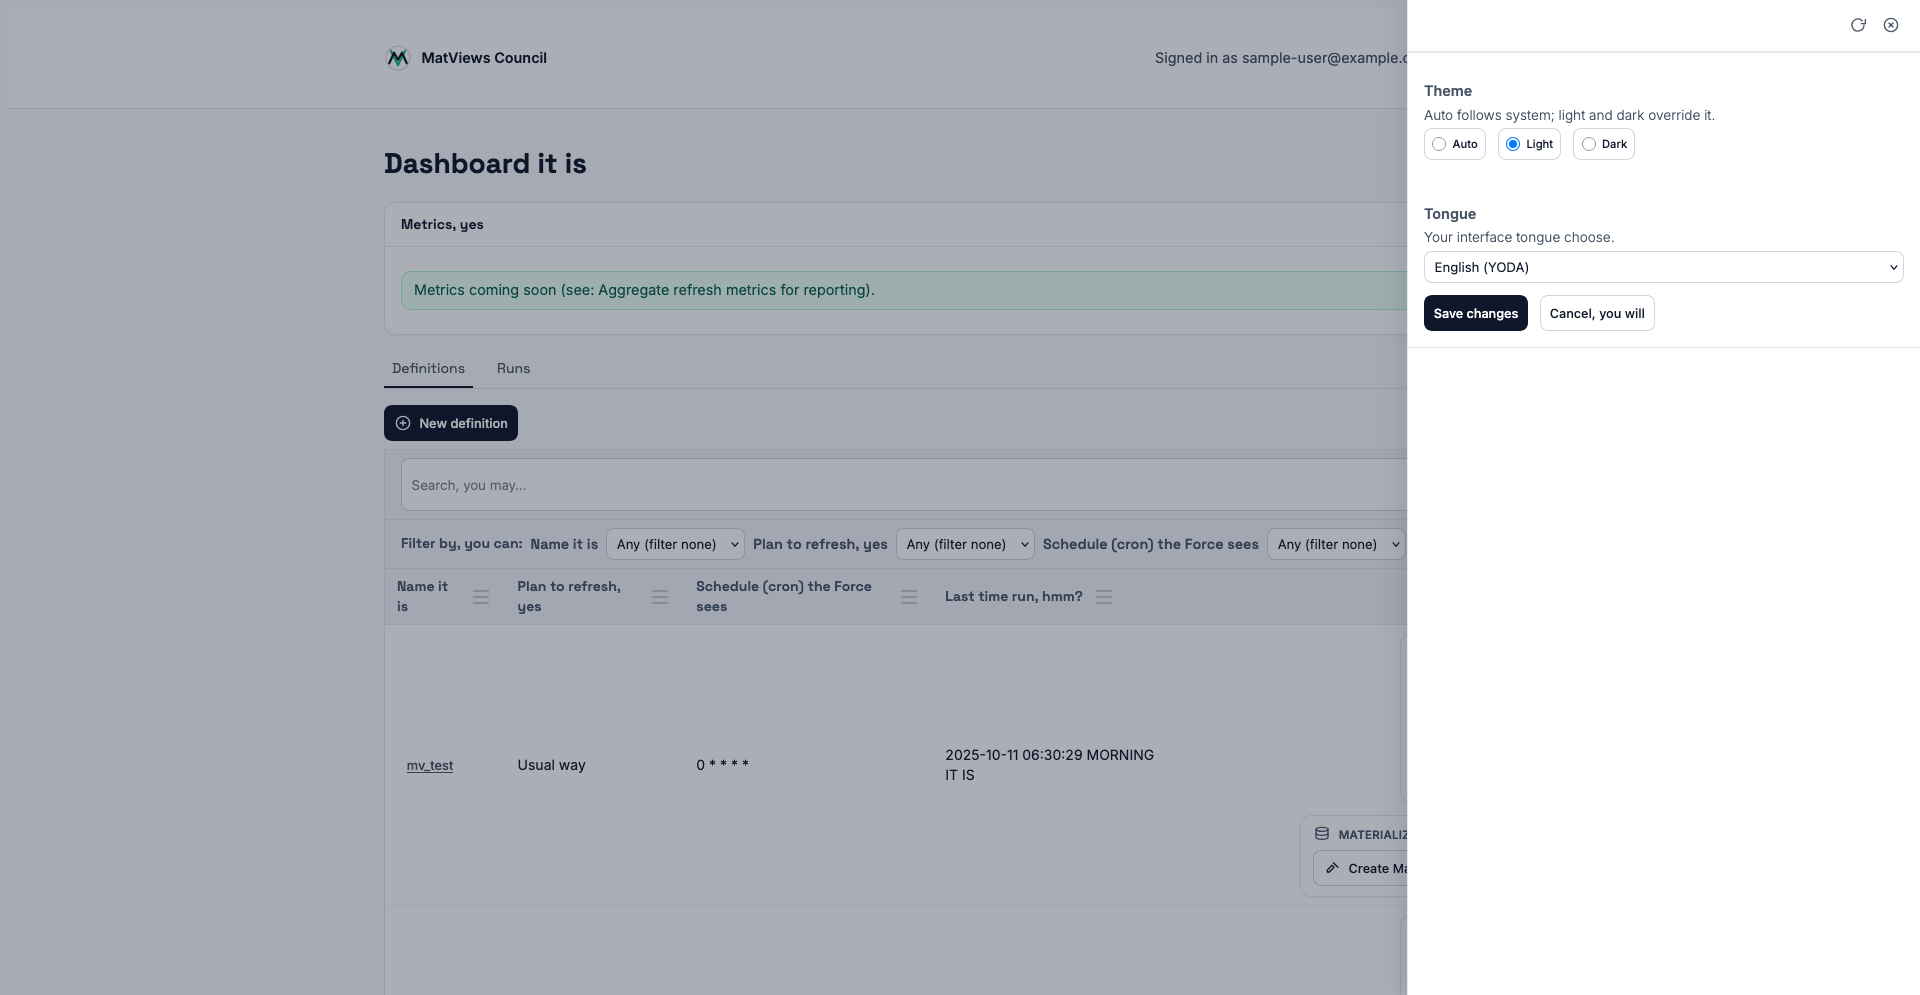 MatViews Council
Signed in as sample-user@example.c
Dashboard it is
Metrics, yes
Metrics coming soon (see: Aggregate refresh metrics for reporting).
Definitions
Runs
New definition
Search, you may...
Filter by, you can: Name it is Any (filter none) Plan to refresh, yes Any (filter none) Schedule (cron) the Force sees Any (filter none)
Name it
is
Plan to refresh,
yes
Schedule (cron) the Force
sees
Last time run, hmm?
mv_test
Usual way
0 * * * *
2025-10-11 06:30:29 MORNING
IT IS
MATERIALIZ
Create Ma
Theme
Auto follows system; light and dark override it.
Auto
Light
Dark
Tongue
Your interface tongue choose.
English (YODA)
Save changes
Cancel, you will